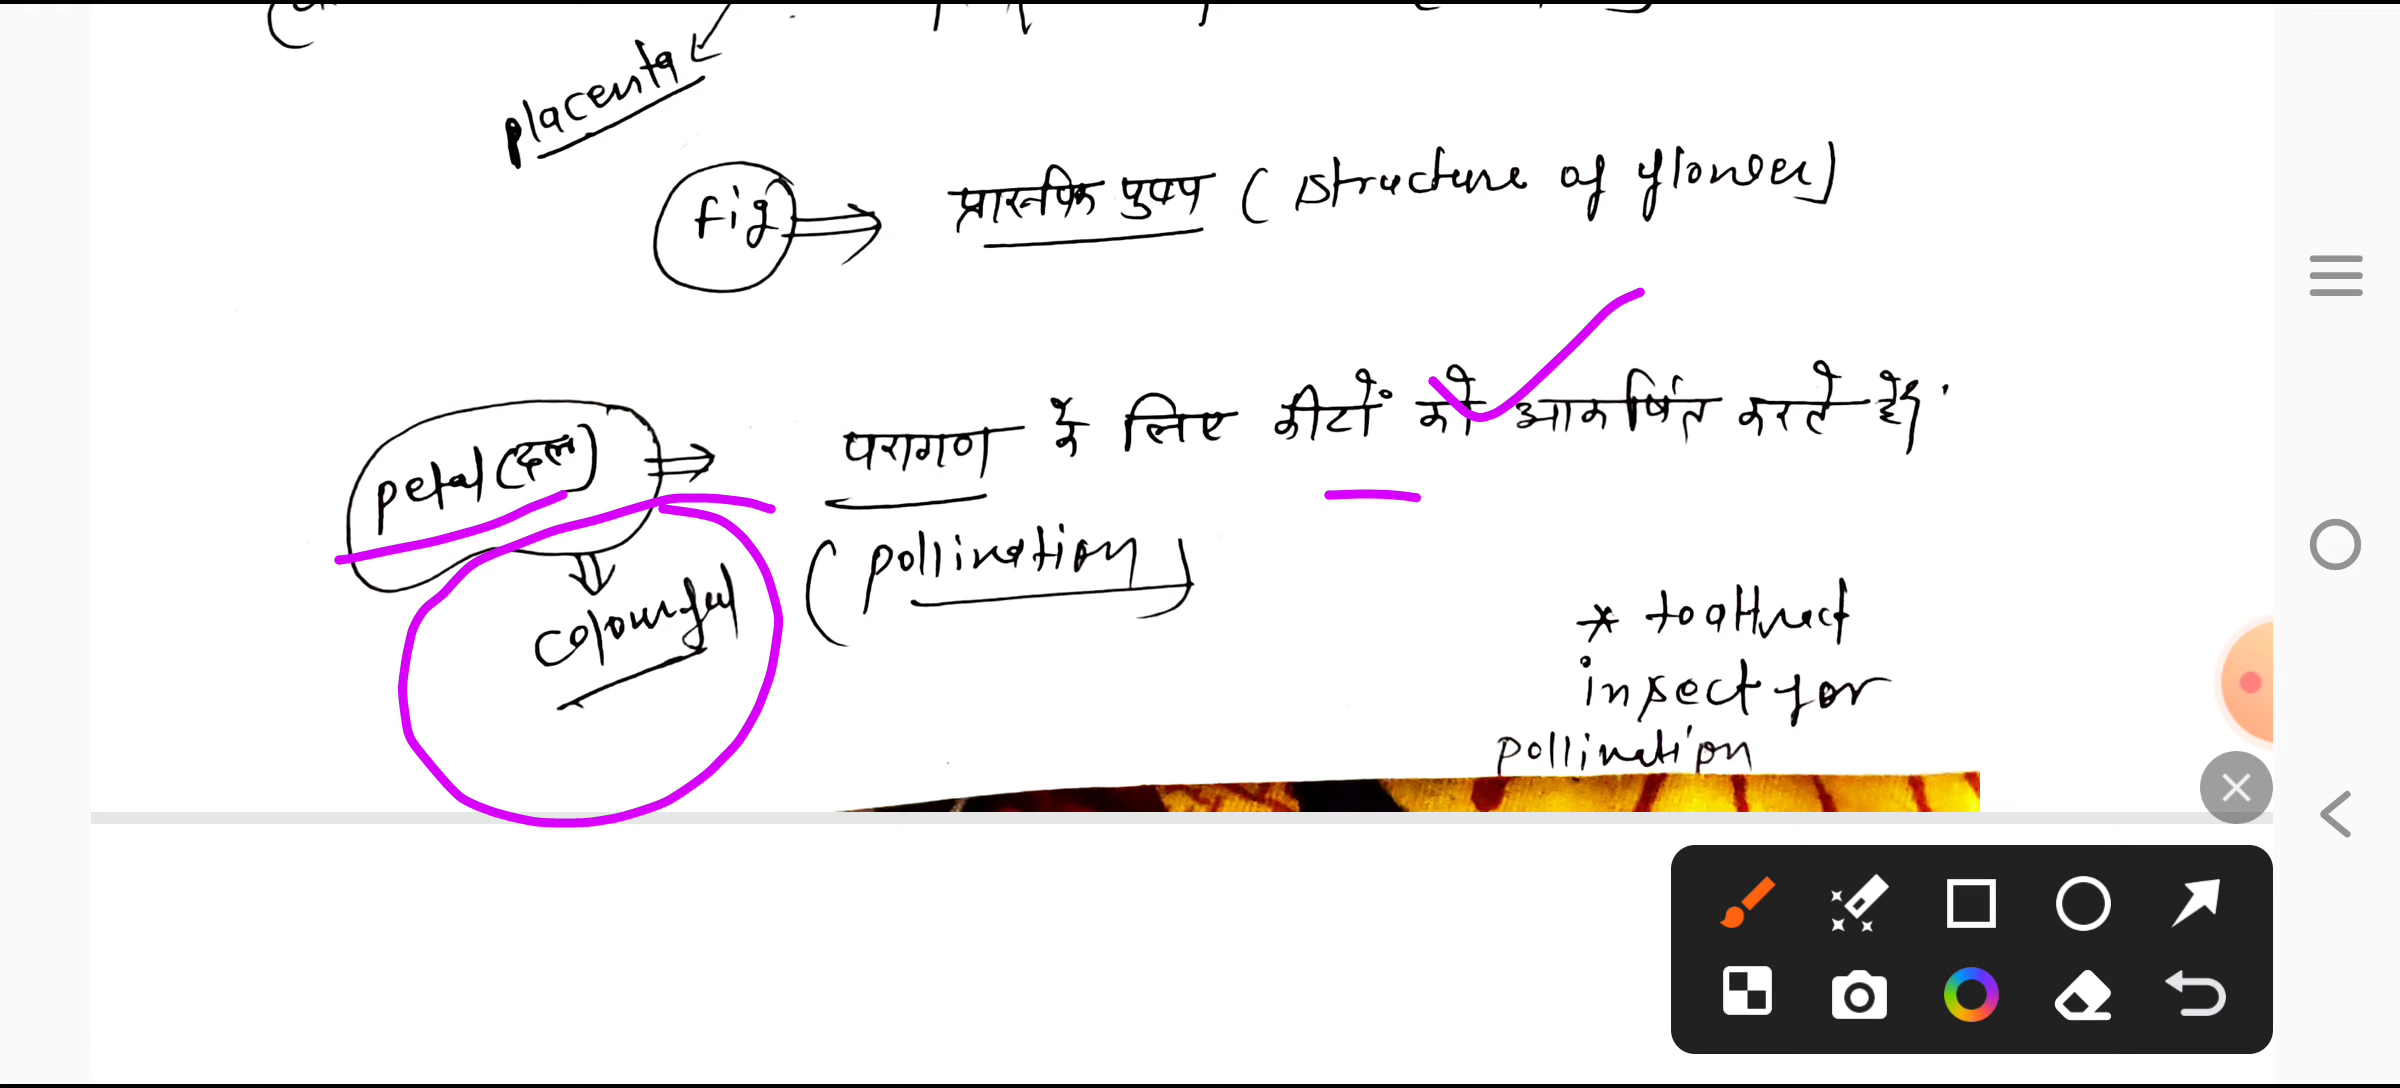 placenta
fig ⇒ प्रारूपिक पुष्प (structure of flower)
petal (दल) ⇒ परागण के लिए कीटों को आकर्षित करते हैं।
(pollination)
colourful
* to attract
insect for
pollination